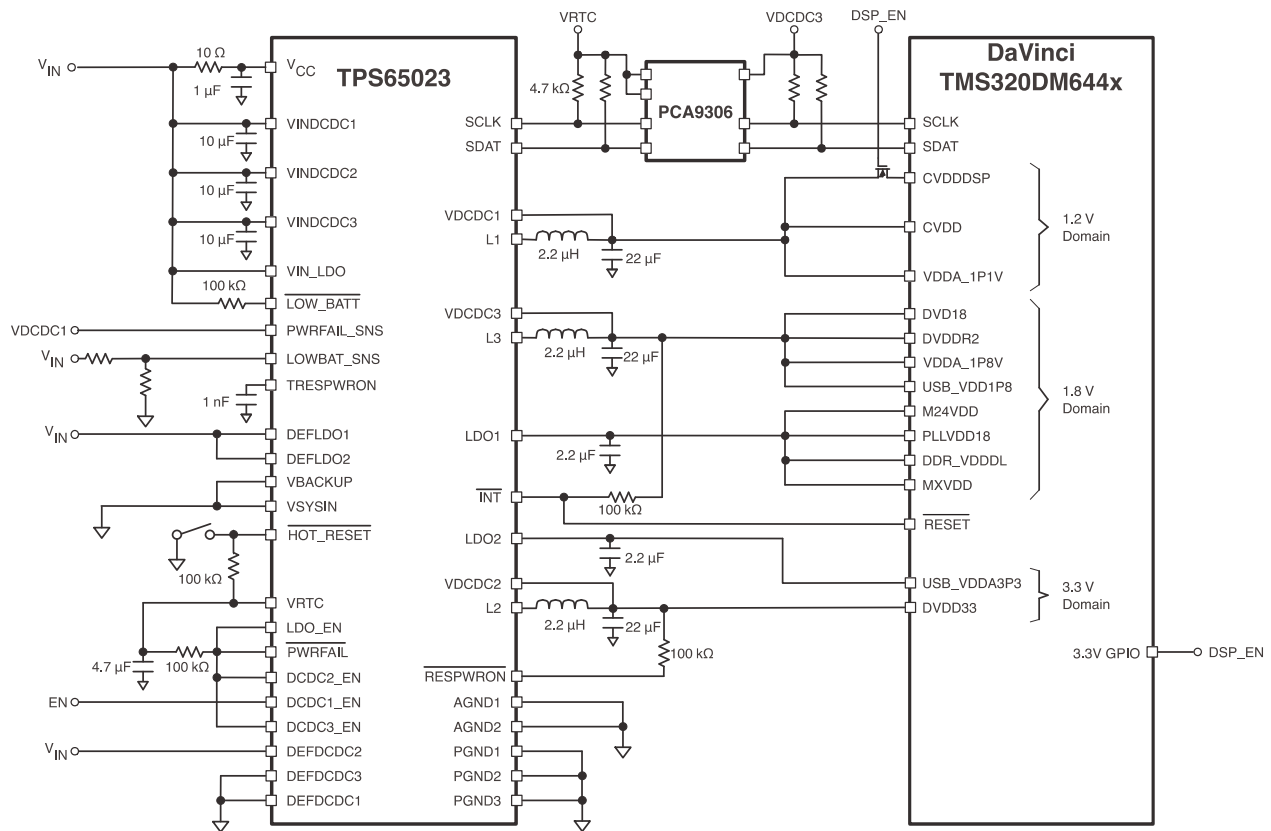 VRTC
VDCDC3
DSP_EN
VIN
10 Ω
1 µF
VCC
TPS65023
4.7 kΩ
PCA9306
DaVinci
TMS320DM644x
10 µF
VINDCDC1
SCLK
SCLK
SDAT
SDAT
10 µF
VINDCDC2
CVDDDSP
10 µF
VINDCDC3
VDCDC1
L1
2.2 µH
22 µF
CVDD
1.2 V
Domain
VIN_LDO
VDDA_1P1V
100 kΩ
LOW_BATT
VDCDC1
PWRFAIL_SNS
VDCDC3
L3
2.2 µH
22 µF
DVD18
DVDDR2
VIN
LOWBAT_SNS
VDDA_1P8V
TRESPWRON
1 nF
USB_VDD1P8
1.8 V
Domain
M24VDD
VIN
DEFLDO1
LDO1
2.2 µF
PLLVDD18
DEFLDO2
DDR_VDDDL
VBACKUP
MXVDD
VSYSIN
INT
100 kΩ
RESET
HOT_RESET
LDO2
2.2 µF
100 kΩ
VDCDC2
USB_VDDA3P3
3.3 V
Domain
VRTC
L2
2.2 µH
22 µF
DVDD33
LDO_EN
4.7 µF
100 kΩ
PWRFAIL
100 kΩ
3.3V GPIO
DSP_EN
DCDC2_EN
RESPWRON
EN
DCDC1_EN
AGND1
DCDC3_EN
AGND2
VIN
DEFDCDC2
PGND1
DEFDCDC3
PGND2
DEFDCDC1
PGND3